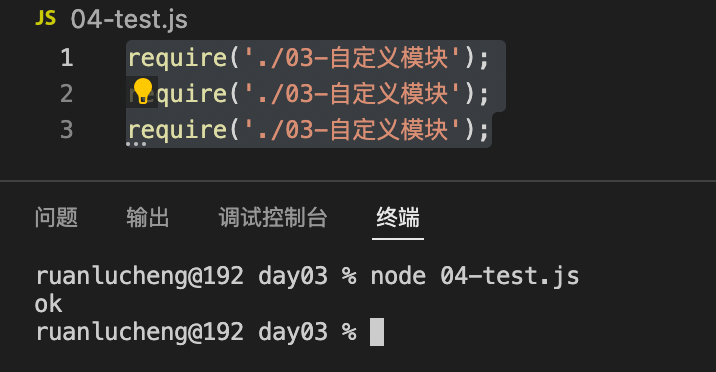 JS 04-test.js
1 require('./03-自定义模块');
2 require('./03-自定义模块');
3 require('./03-自定义模块');
问题 输出 调试控制台 终端
ruanlucheng@192 day03 % node 04-test.js
ok
ruanlucheng@192 day03 %